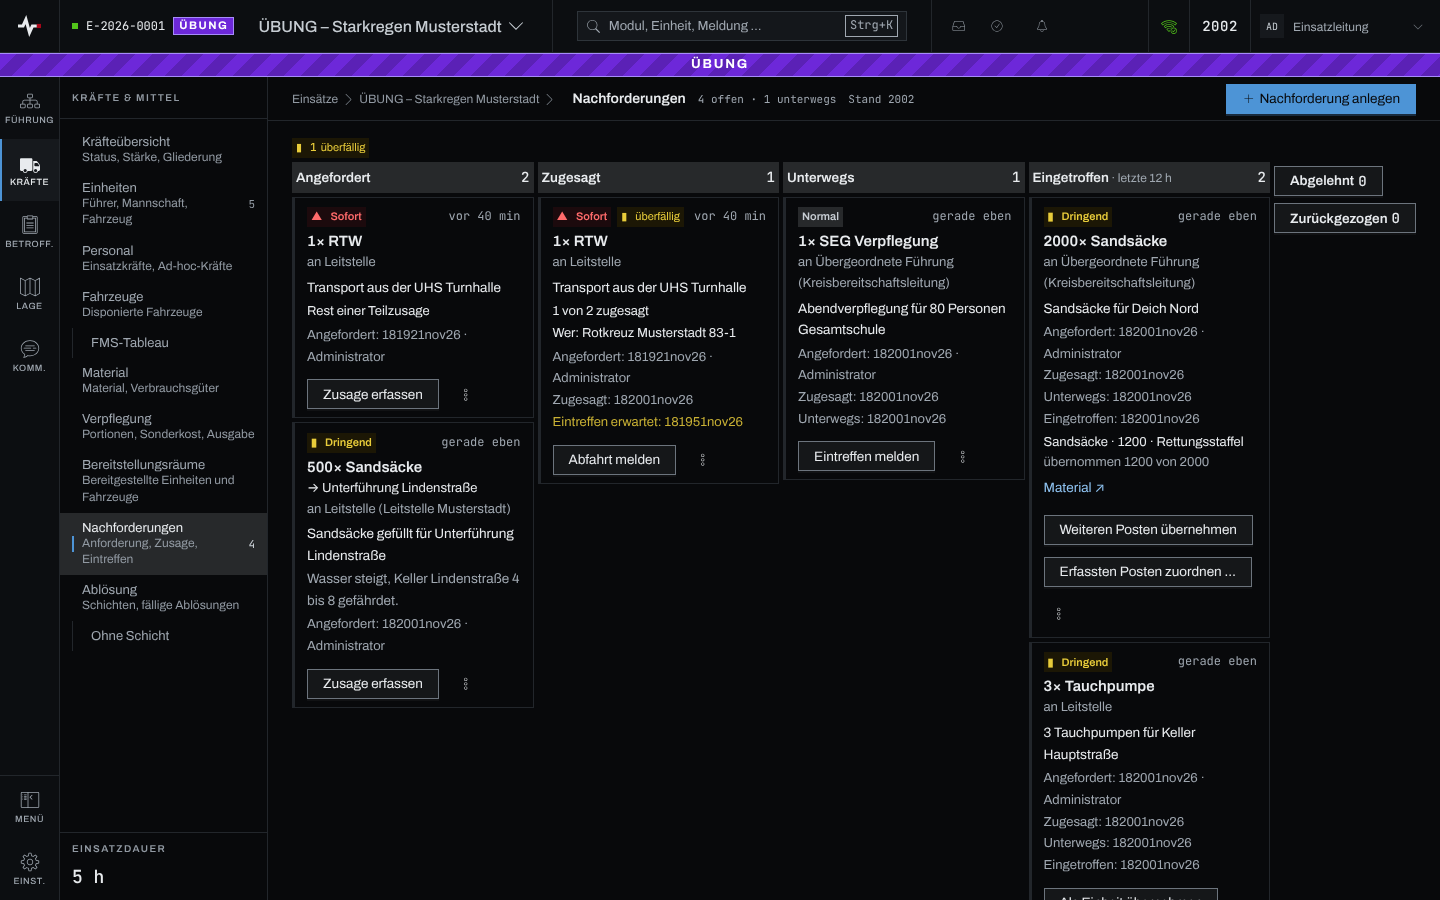 E-2026-0001 ÜBUNG ÜBUNG – Starkregen Musterstadt
Modul, Einheit, Meldung ... Strg+K
2002 AD Einsatzleitung
ÜBUNG
FÜHRUNG
KRÄFTE
BETROFF.
LAGE
KOMM.
MENÜ
EINST.
KRÄFTE & MITTEL
Kräfteübersicht
Status, Stärke, Gliederung
Einheiten
Führer, Mannschaft,
Fahrzeug
5
Personal
Einsatzkräfte, Ad-hoc-Kräfte
Fahrzeuge
Disponierte Fahrzeuge
FMS-Tableau
Material
Material, Verbrauchsgüter
Verpflegung
Portionen, Sonderkost, Ausgabe
Bereitstellungsräume
Bereitgestellte Einheiten und
Fahrzeuge
Nachforderungen
Anforderung, Zusage,
Eintreffen
4
Ablösung
Schichten, fällige Ablösungen
Ohne Schicht
EINSATZDAUER
5 h
Einsätze ÜBUNG – Starkregen Musterstadt Nachforderungen 4 offen · 1 unterwegs Stand 2002
+ Nachforderung anlegen
1 überfällig
Angefordert 2
Sofort vor 40 min
1× RTW
an Leitstelle
Transport aus der UHS Turnhalle
Rest einer Teilzusage
Angefordert: 181921nov26 ·
Administrator
Zusage erfassen
Dringend gerade eben
500× Sandsäcke
→ Unterführung Lindenstraße
an Leitstelle (Leitstelle Musterstadt)
Sandsäcke gefüllt für Unterführung
Lindenstraße
Wasser steigt, Keller Lindenstraße 4
bis 8 gefährdet.
Angefordert: 182001nov26 ·
Administrator
Zusage erfassen
Zugesagt 1
Sofort überfällig vor 40 min
1× RTW
an Leitstelle
Transport aus der UHS Turnhalle
1 von 2 zugesagt
Wer: Rotkreuz Musterstadt 83-1
Angefordert: 181921nov26 ·
Administrator
Zugesagt: 182001nov26
Eintreffen erwartet: 181951nov26
Abfahrt melden
Unterwegs 1
Normal gerade eben
1× SEG Verpflegung
an Übergeordnete Führung
(Kreisbereitschaftsleitung)
Abendverpflegung für 80 Personen
Gesamtschule
Angefordert: 182001nov26 ·
Administrator
Zugesagt: 182001nov26
Unterwegs: 182001nov26
Eintreffen melden
Eingetroffen · letzte 12 h 2
Dringend gerade eben
2000× Sandsäcke
an Übergeordnete Führung
(Kreisbereitschaftsleitung)
Sandsäcke für Deich Nord
Angefordert: 182001nov26 ·
Administrator
Zugesagt: 182001nov26
Unterwegs: 182001nov26
Eingetroffen: 182001nov26
Sandsäcke · 1200 · Rettungsstaffel
übernommen 1200 von 2000
Material ↗
Weiteren Posten übernehmen
Erfassten Posten zuordnen ...
Dringend gerade eben
3× Tauchpumpe
an Leitstelle
3 Tauchpumpen für Keller
Hauptstraße
Angefordert: 182001nov26 ·
Administrator
Zugesagt: 182001nov26
Unterwegs: 182001nov26
Eingetroffen: 182001nov26
Abgelehnt 0
Zurückgezogen 0